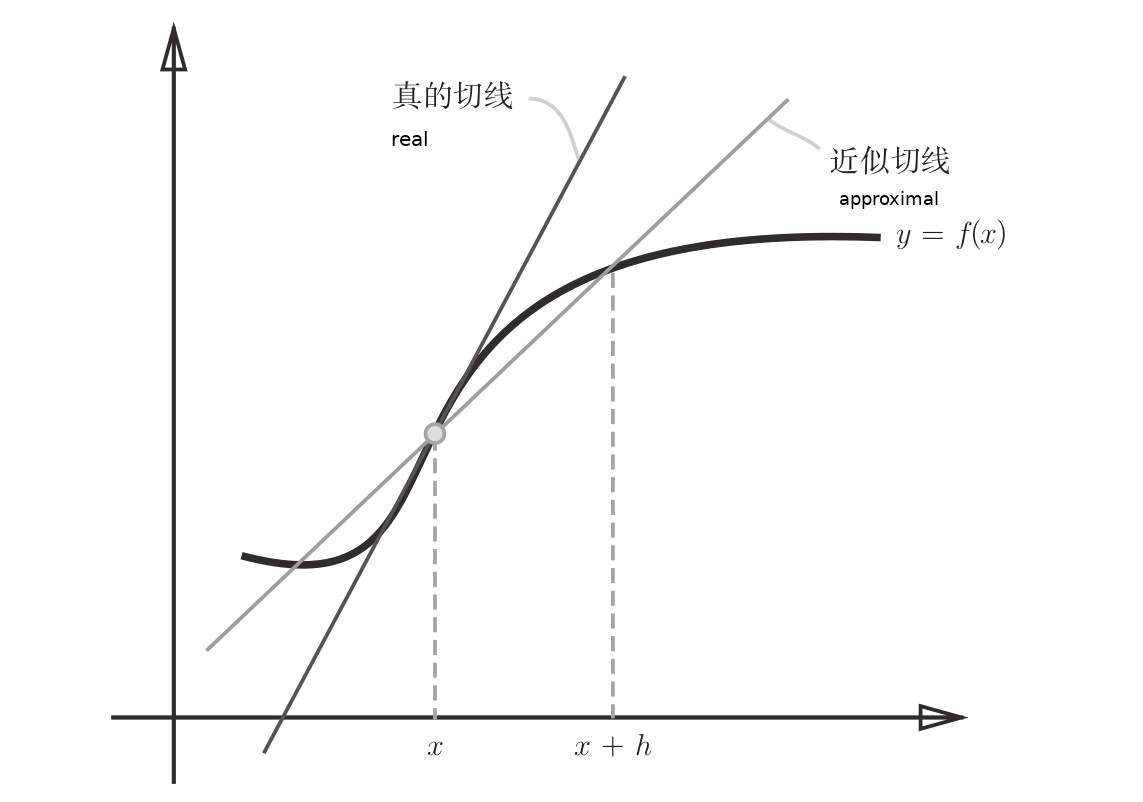 真的切线
real
近似切线
approximal
y = f(x)
x
x + h